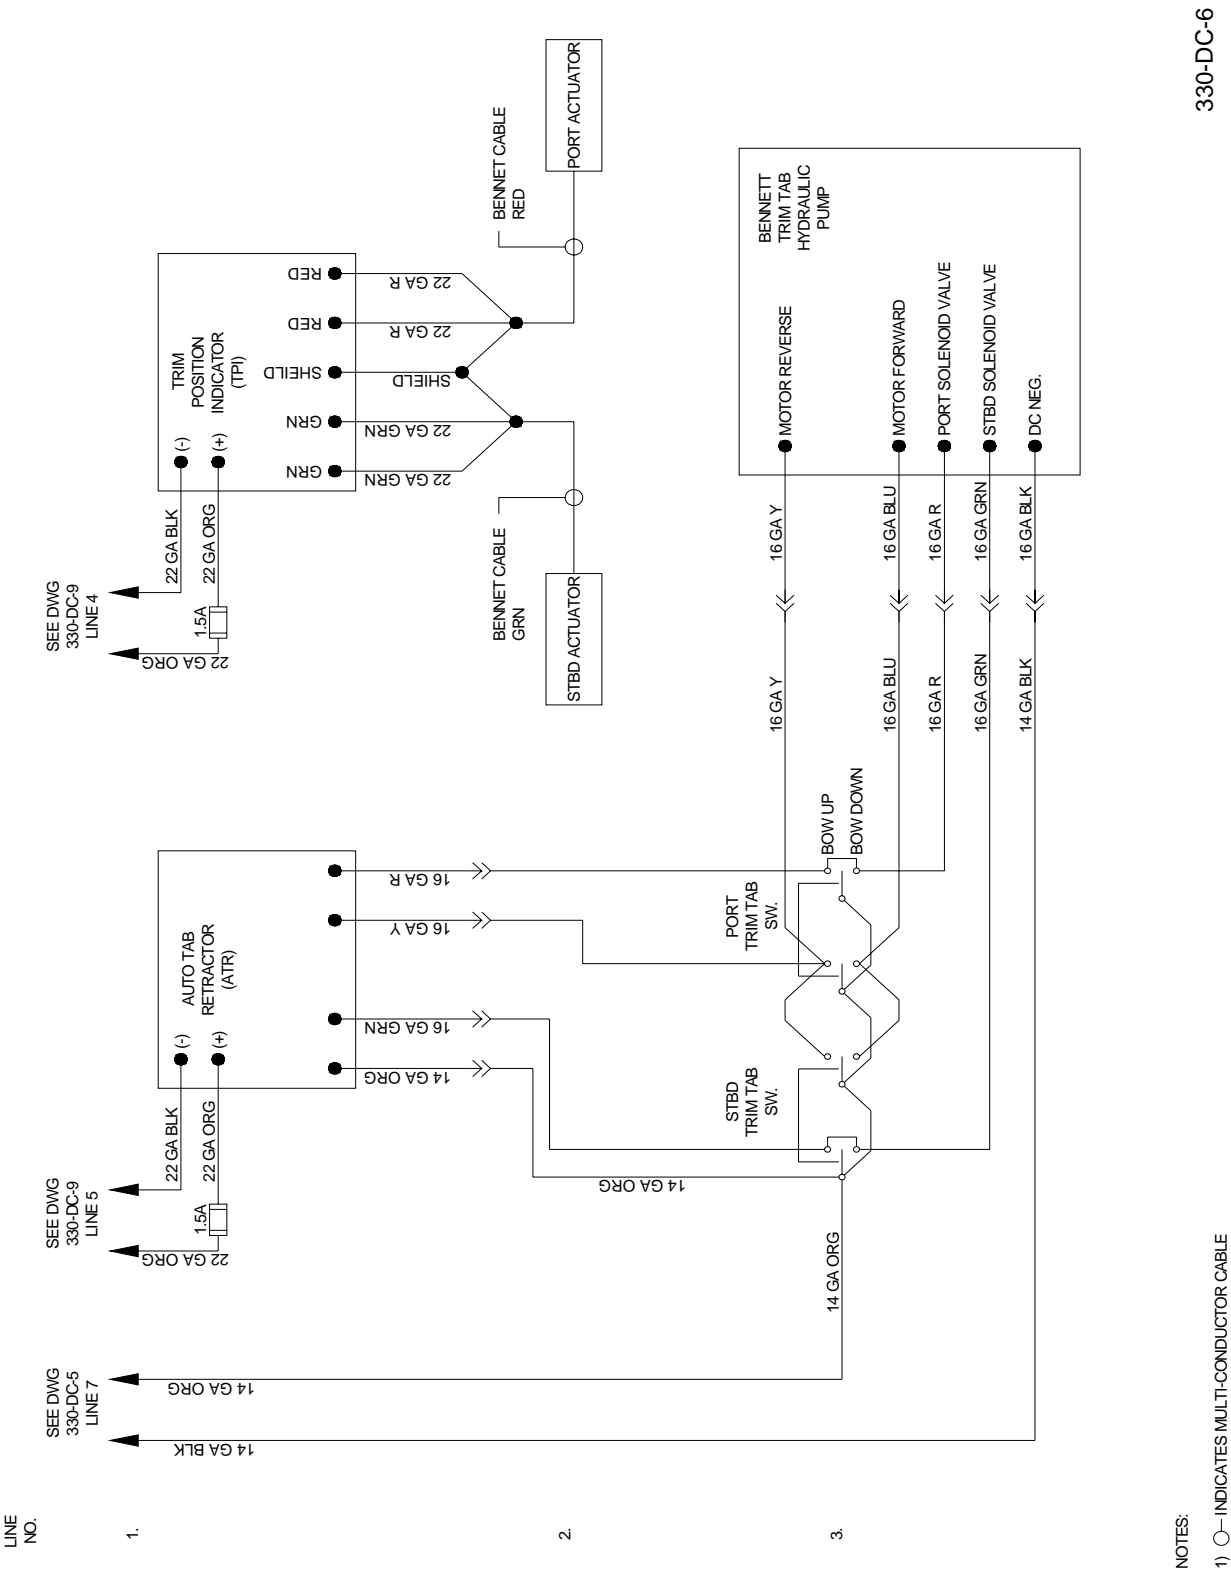 LINE
NO.
1.
2.
3.
SEE DWG
330-DC-5
LINE 7
14 GA BLK
14 GA ORG
14 GA ORG
SEE DWG
330-DC-9
LINE 5
22 GA ORG
1.5A
22 GA BLK
22 GA ORG
(-)
(+)
AUTO TAB
RETRACTOR
(ATR)
14 GA ORG
16 GA GRN
16 GA Y
16 GA R
14 GA ORG
SEE DWG
330-DC-9
LINE 4
22 GA ORG
1.5A
22 GA BLK
22 GA ORG
(-)
(+)
TRIM
POSITION
INDICATOR
(TPI)
GRN
GRN
SHEILD
RED
RED
22 GA GRN
22 GA GRN
SHIELD
22 GA R
22 GA R
BENNET CABLE
GRN
STBD ACTUATOR
BENNET CABLE
RED
PORT ACTUATOR
STBD
TRIM TAB
SW.
PORT
TRIM TAB
SW.
BOW UP
BOW DOWN
16 GA Y
16 GA BLU
16 GA R
16 GA GRN
14 GA BLK
16 GA Y
16 GA BLU
16 GA R
16 GA GRN
16 GA BLK
MOTOR REVERSE
MOTOR FORWARD
PORT SOLENOID VALVE
STBD SOLENOID VALVE
DC NEG.
BENNETT
TRIM TAB
HYDRAULIC
PUMP
NOTES:
1) INDICATES MULTI-CONDUCTOR CABLE
330-DC-6